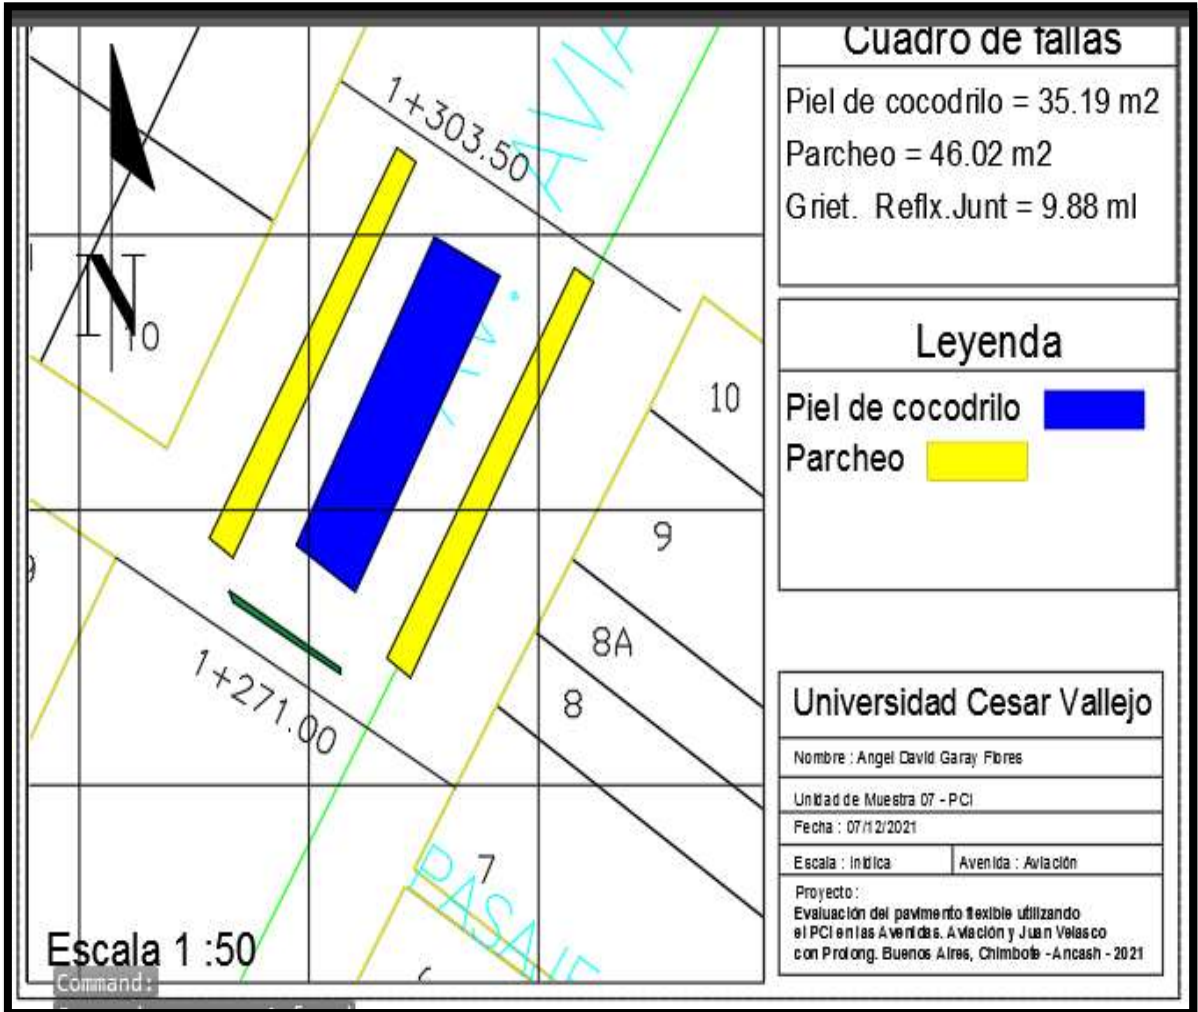 Cuadro de fallas
Piel de cocodrilo = 35.19 m2
Parcheo = 46.02 m2
Griet. Reflx.Junt = 9.88 ml
Leyenda
Piel de cocodrilo
Parcheo
1+303.50
AVIA
N
10
10
9
9
8A
8
1+271.00
7
PASAJE
Escala 1 :50
Command:
Universidad Cesar Vallejo
Nombre : Angel David Garay Flores
Unidad de Muestra 07 - PCI
Fecha : 07/12/2021
Escala : Inidica
Avenida : Aviación
Proyecto :
Evaluación del pavimento flexible utilizando
el PCI en las Avenidas. Aviación y Juan Velasco
con Prolong. Buenos Aires, Chimbote - Ancash - 2021